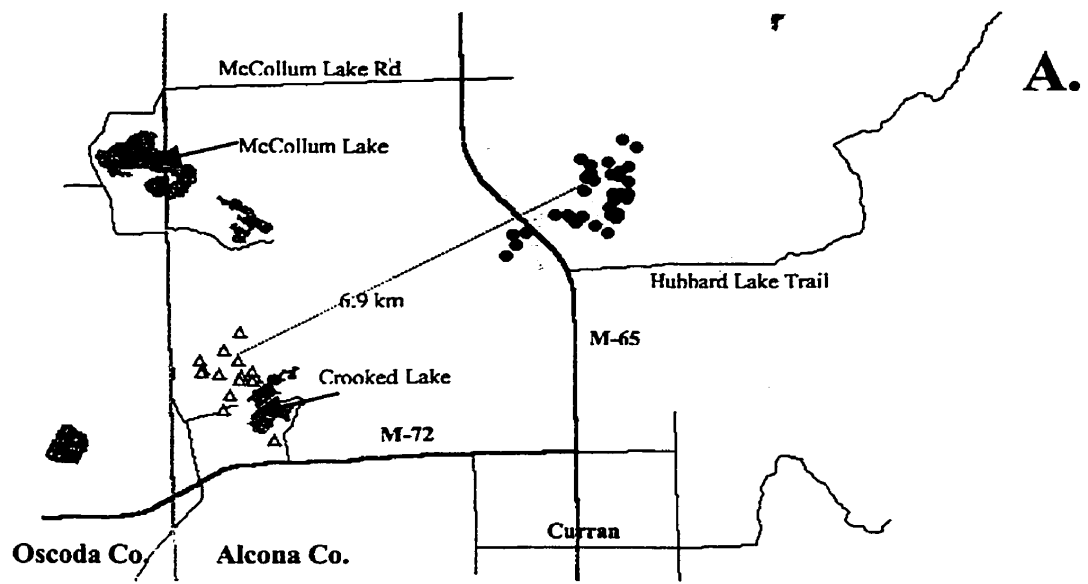 McCollum Lake Rd
A.
McCollum Lake
Hubbard Lake Trail
6.9 km
M-65
Crooked Lake
M-72
Curran
Oscoda Co.
Alcona Co.